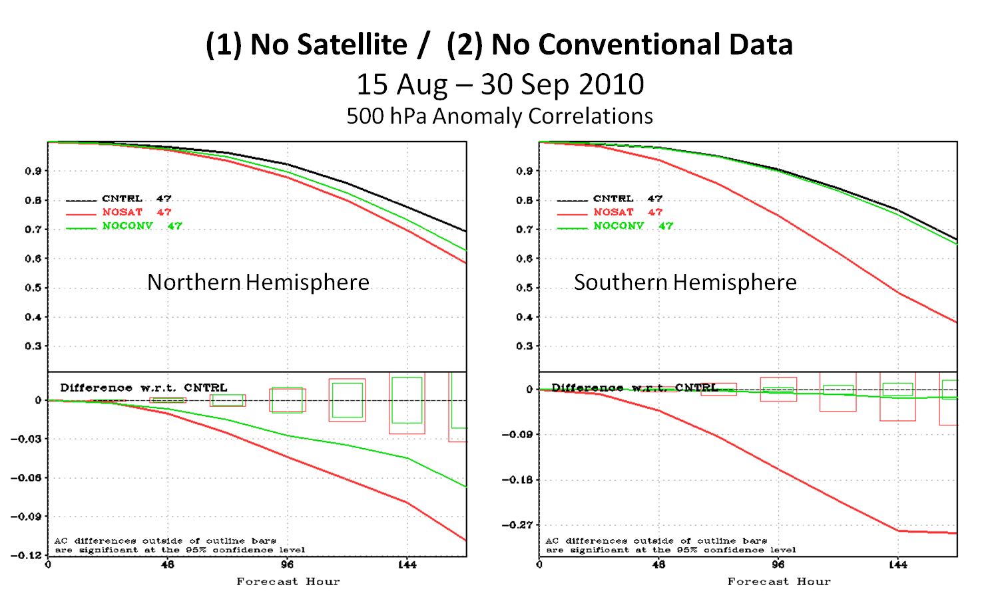 (1) No Satellite / (2) No Conventional Data
15 Aug – 30 Sep 2010
500 hPa Anomaly Correlations
0.9
0.8
0.7
0.6
0.5
0.4
0.3
CNTRL 47
NOSAT 47
NOCONV 47
Northern Hemisphere
Difference w.r.t. CNTRL
0
-0.03
-0.06
-0.09
-0.12
AC differences outside of outline bars
are significant at the 95% confidence level
0
48
96
144
Forecast Hour
0.9
0.8
0.7
0.6
0.5
0.4
0.3
CNTRL 47
NOSAT 47
NOCONV 47
Southern Hemisphere
Difference w.r.t. CNTRL
0
-0.09
-0.18
-0.27
AC differences outside of outline bars
are significant at the 95% confidence level
0
48
96
144
Forecast Hour